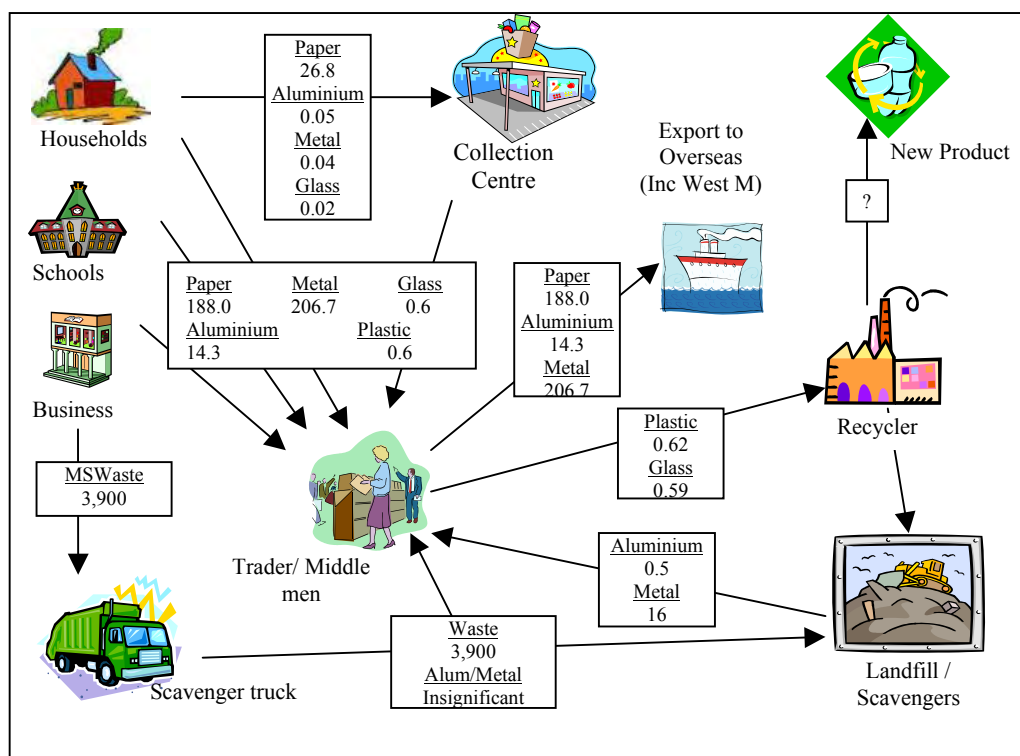 Households
Paper
26.8
Aluminium
0.05
Metal
0.04
Glass
0.02
Collection
Centre
Export to
Overseas
(Inc West M)
New Product
?
Schools
Paper Metal Glass
188.0 206.7 0.6
Aluminium Plastic
14.3 0.6
Paper
188.0
Aluminium
14.3
Metal
206.7
Business
Recycler
Plastic
0.62
Glass
0.59
MSWaste
3,900
Trader/ Middle
men
Aluminium
0.5
Metal
16
Waste
3,900
Alum/Metal
Insignificant
Scavenger truck
Landfill /
Scavengers